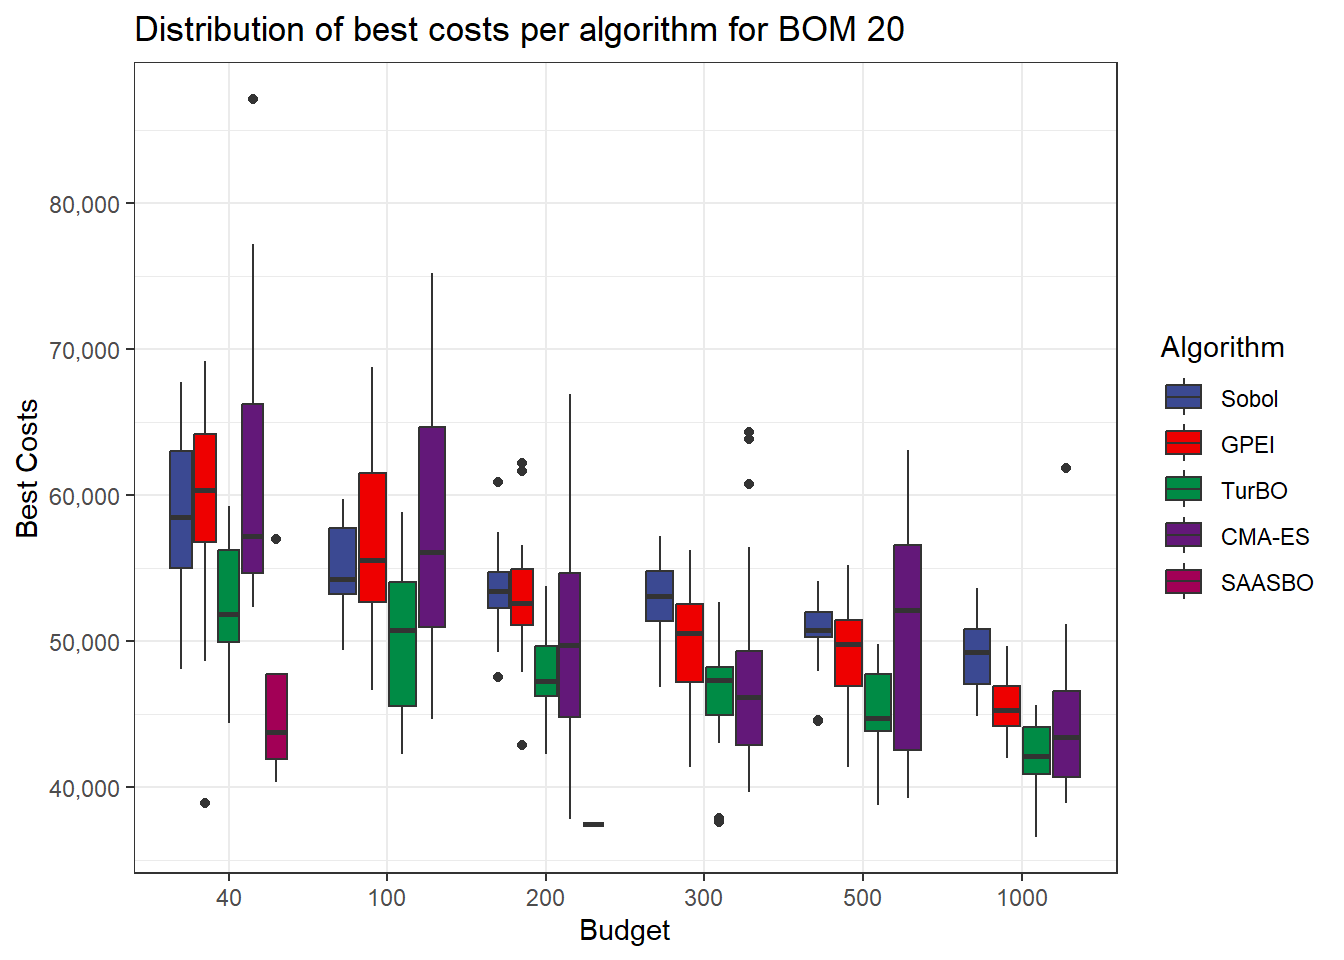 Distribution of best costs per algorithm for BOM 20
Best Costs
80,000
70,000
60,000
50,000
40,000
40 100 200 300 500 1000
Budget
Algorithm
Sobol
GPEI
TurBO
CMA-ES
SAASBO